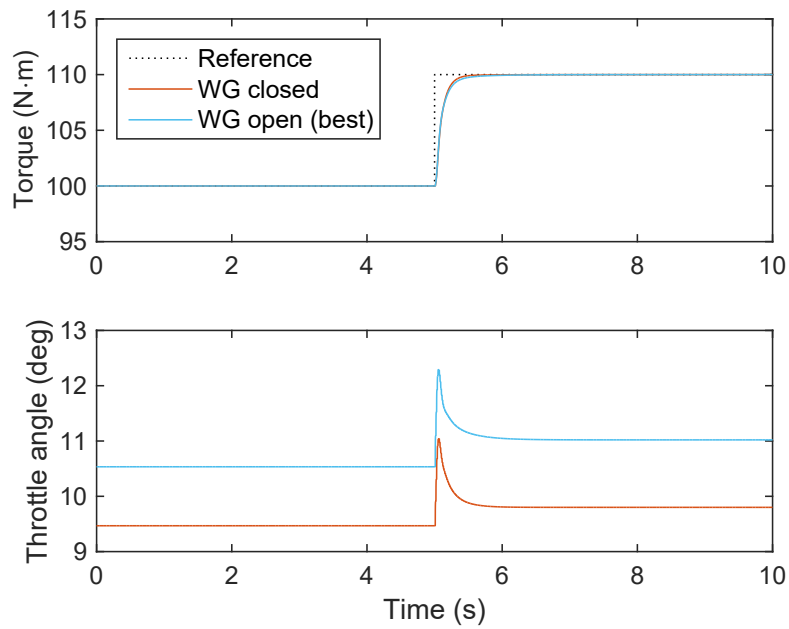 115
110
105
100
95
Torque (N·m)
Reference
WG closed
WG open (best)
0 2 4 6 8 10
13
12
11
10
9
Throttle angle (deg)
0 2 4 6 8 10
Time (s)